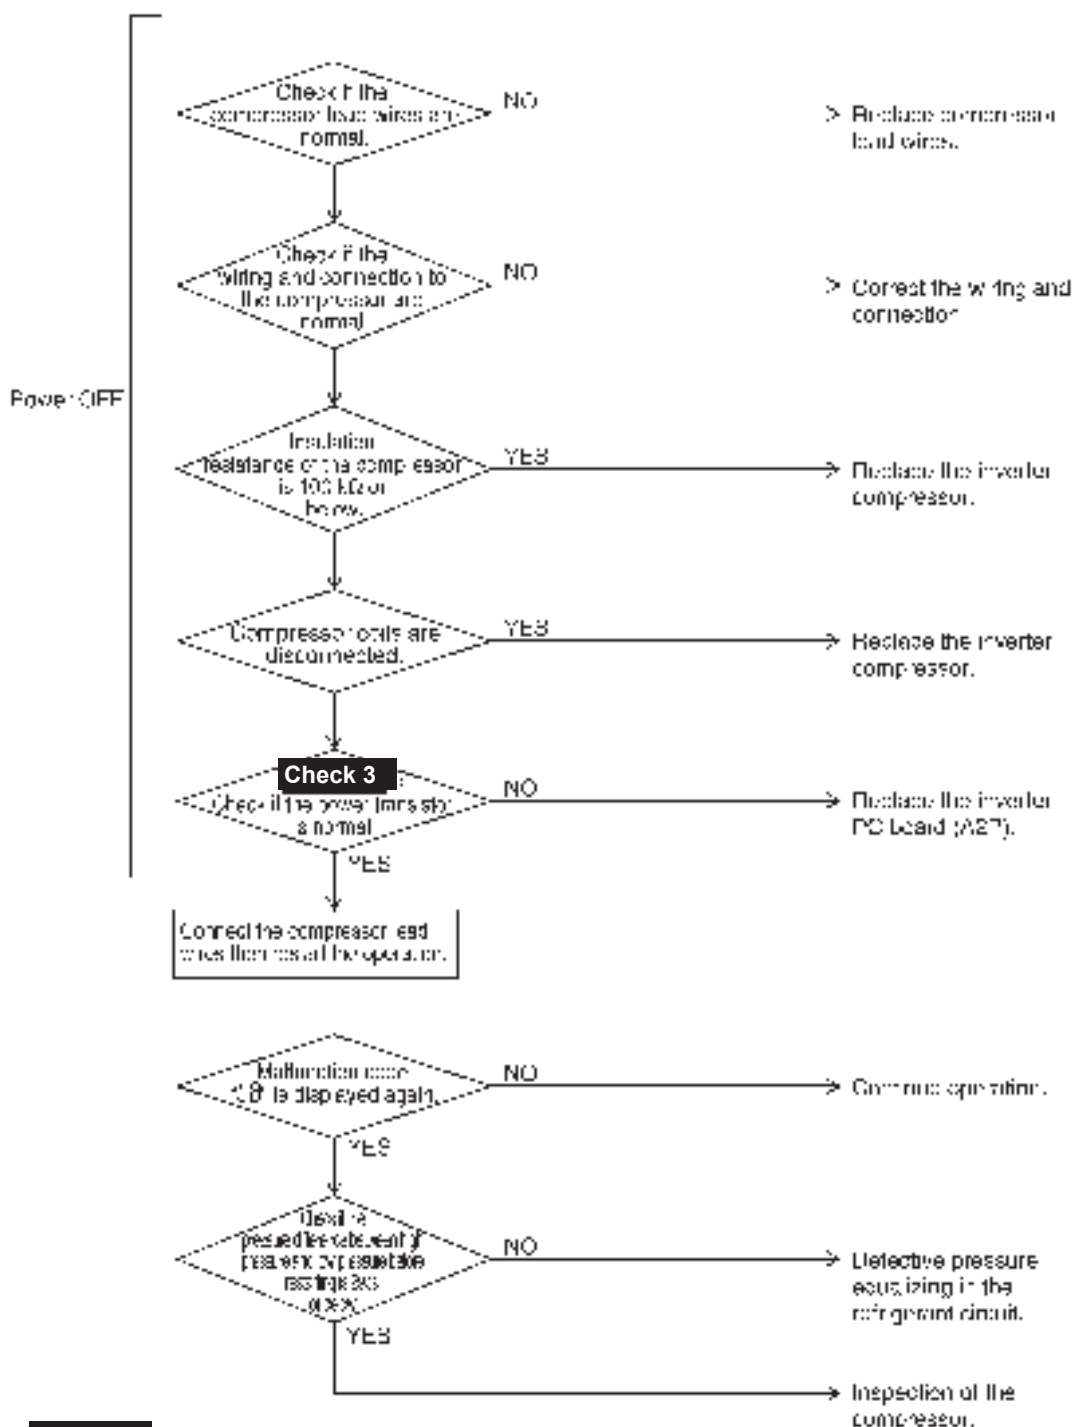 Check if the
compressor lead wires are
normal.
NO
Replace compressor
lead wires.
Check if the
wiring and connection to
the compressor are
normal
NO
Correct the wiring and
connection
Power OFF
Insulation
resistance of the compressor
is 100 kΩ or
below.
YES
Replace the inverter
compressor.
Compressor coils are
disconnected.
YES
Replace the inverter
compressor.
Check 3
Check if the power transistor
is normal
NO
Replace the inverter
PC board (A2P).
YES
Connect the compressor lead
wires then restart the operation.
Malfunction code
is displayed again.
NO
Continue operation.
YES
Check if the
NO
Defective pressure
equalizing in the
refrigerant circuit.
YES
Inspection of the
compressor.